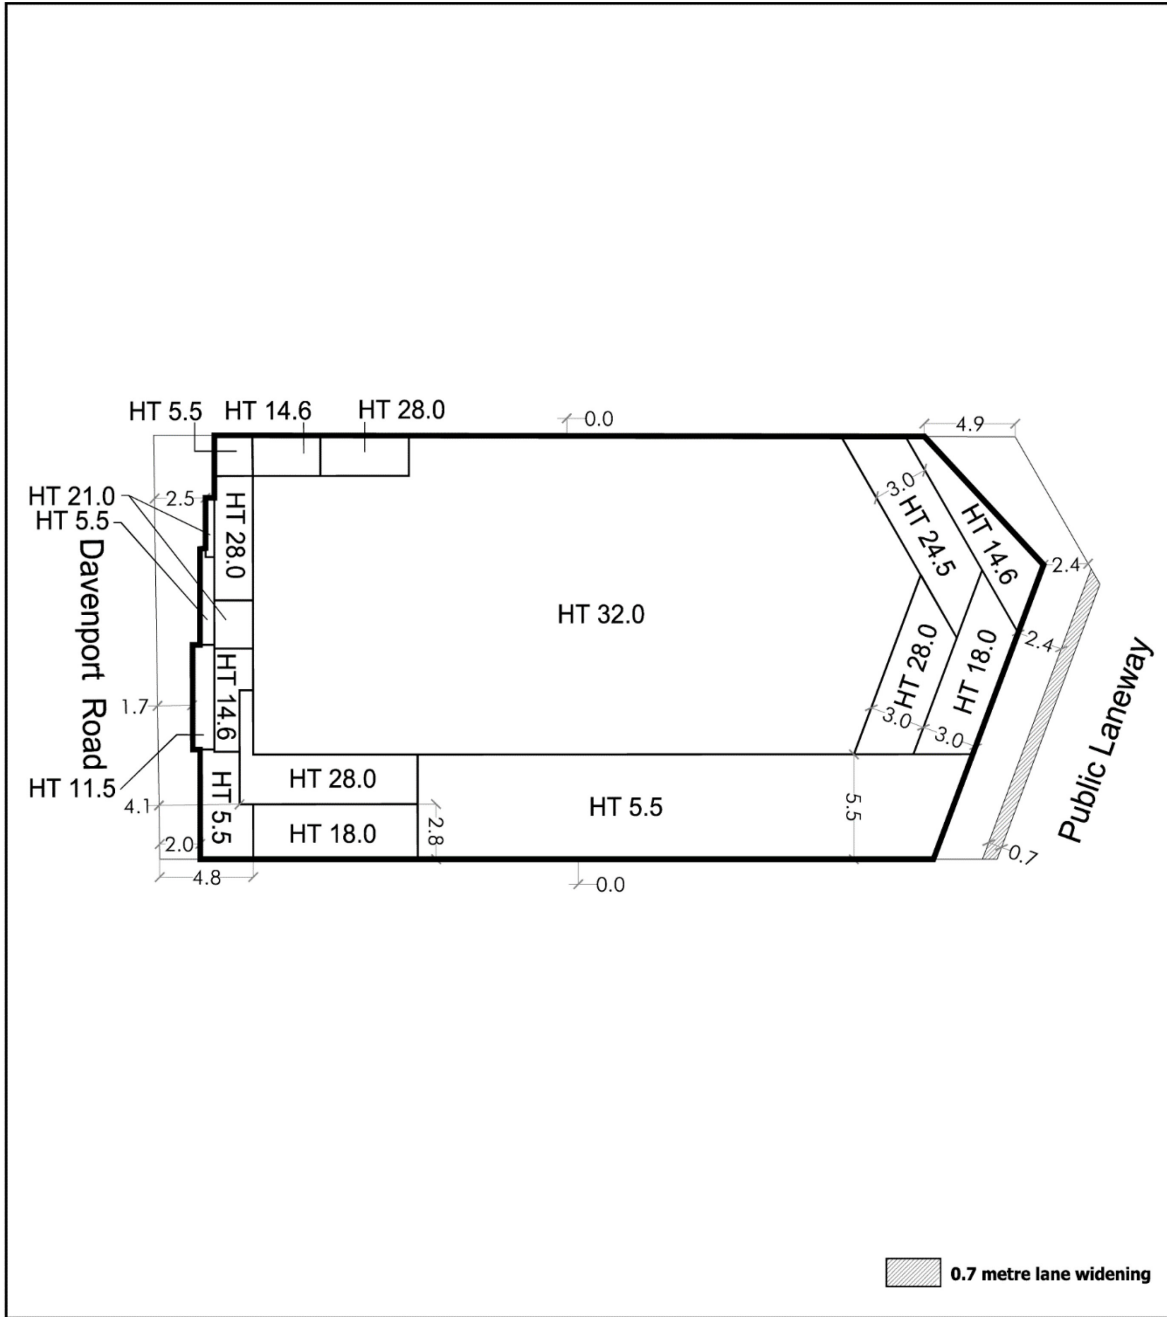 HT 5.5 HT 14.6 HT 28.0
0.0
4.9
2.5
HT 21.0
HT 5.5
HT 28.0
3.0
HT 24.5
HT 14.6
2.4
Davenport Road
HT 32.0
2.4
HT 28.0
HT 18.0
HT 14.6
1.7
3.0
3.0
Public Laneway
HT 11.5
HT 28.0
HT 5.5
HT 5.5
5.5
4.1
HT 18.0
2.8
2.0
0.7
4.8
0.0
0.7 metre lane widening